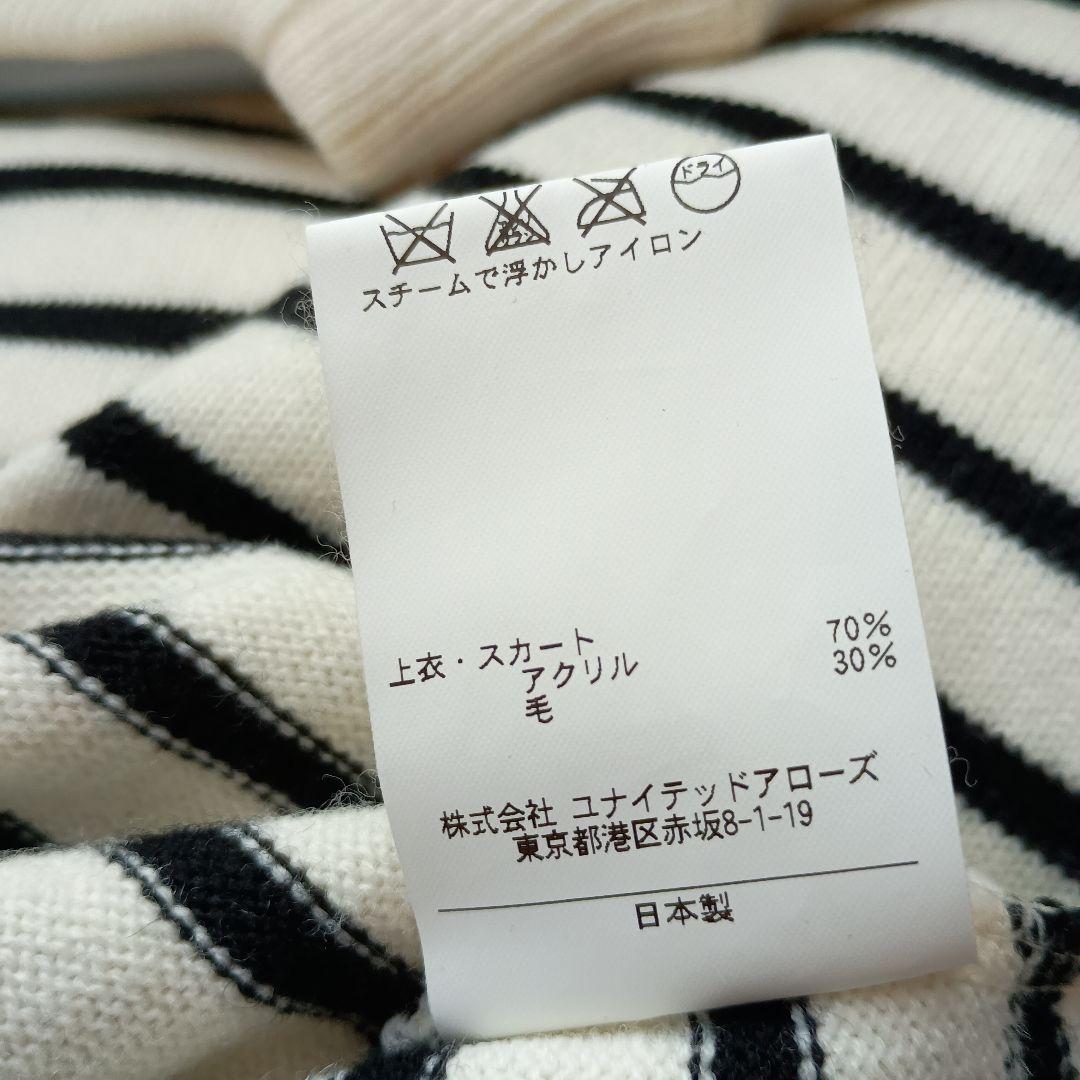 ドライ
スチームで浮かしアイロン
上衣・スカート
アクリル 70%
毛 30%
株式会社 ユナイテッドアローズ
東京都港区赤坂8-1-19
日本製